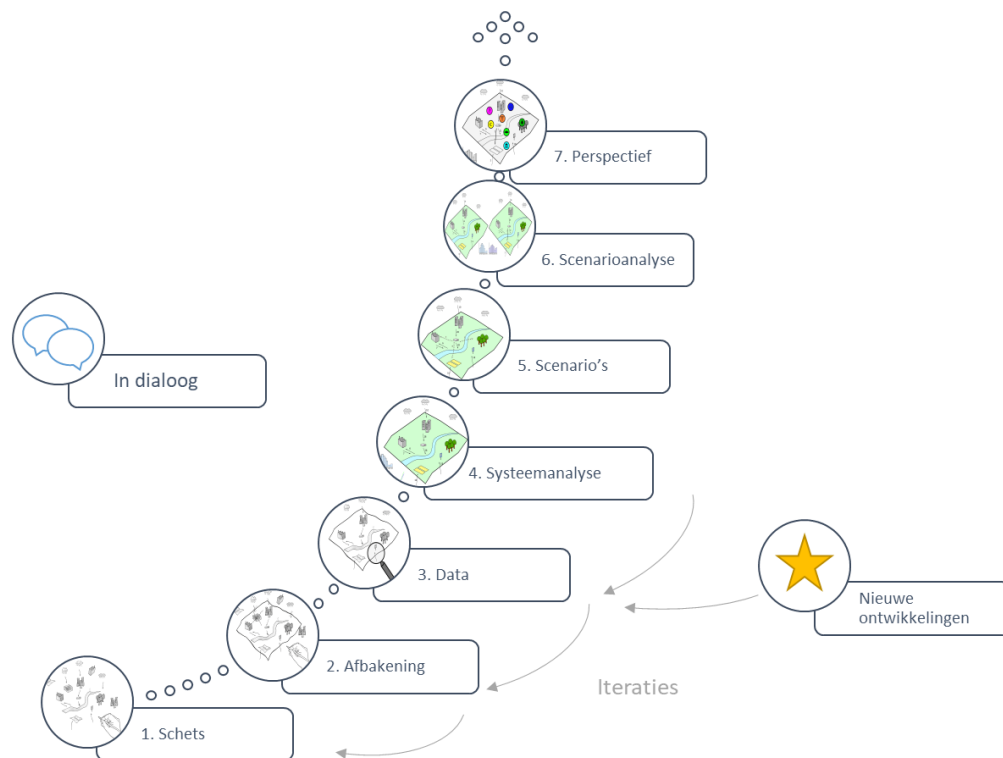 7. Perspectief
6. Scenarioanalyse
5. Scenario's
In dialoog
4. Systeemanalyse
3. Data
Nieuwe
ontwikkelingen
2. Afbakening
Iteraties
1. Schets